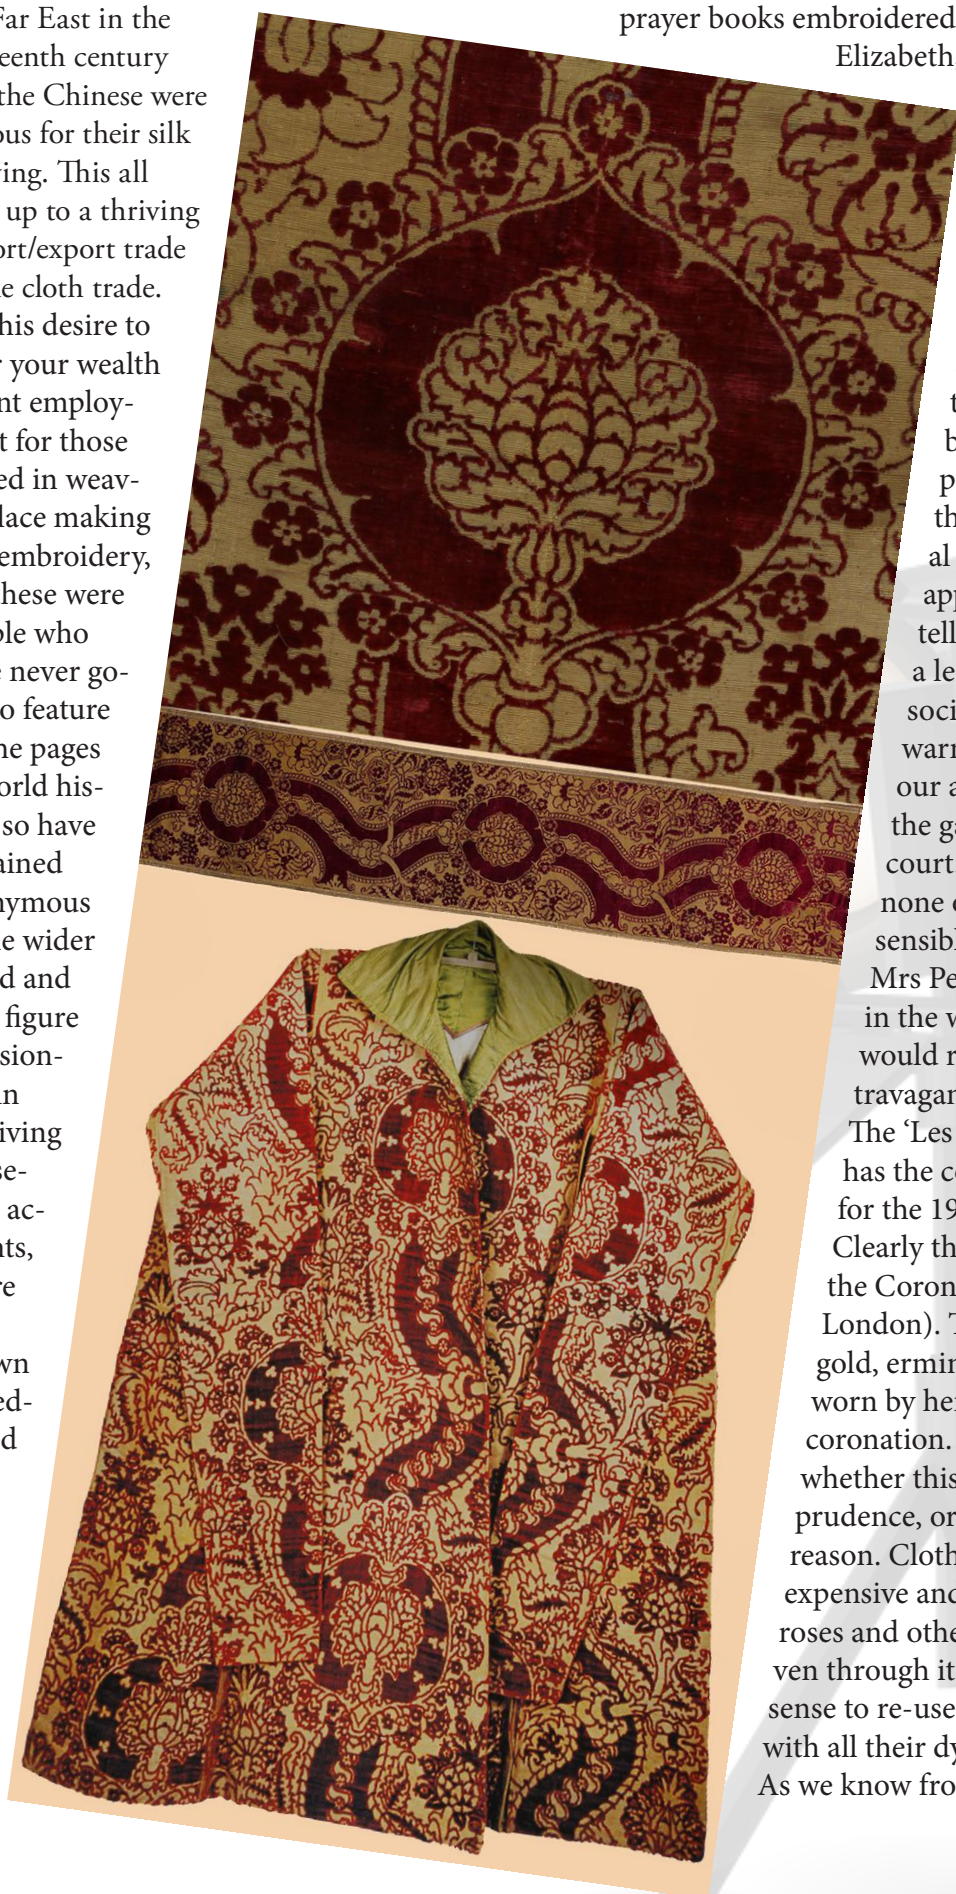 Far East in the
eenth century
the Chinese were
ous for their silk
ving. This all
up to a thriving
ort/export trade
e cloth trade.
his desire to
r your wealth
nt employ-
t for those
ed in weav-
lace making
embroidery,
hese were
ple who
e never go-
o feature
he pages
orld his-
so have
ained
nymous
e wider
d and
figure
sion-
in
iving
se-
ac-
nts,
re
wn
ed-
d
prayer books embroidered
Elizabeth
t
b
p
th
al
app
tell
a le
soci
warn
our a
the ga
court
none o
sensibl
Mrs Pe
in the w
would r
travagan
The ‘Les
has the co
for the 19
Clearly th
the Coron
London). T
gold, ermin
worn by her
coronation.
whether this
prudence, or
reason. Cloth
expensive and
roses and othe
ven through it
sense to re-use
with all their dy
As we know fro